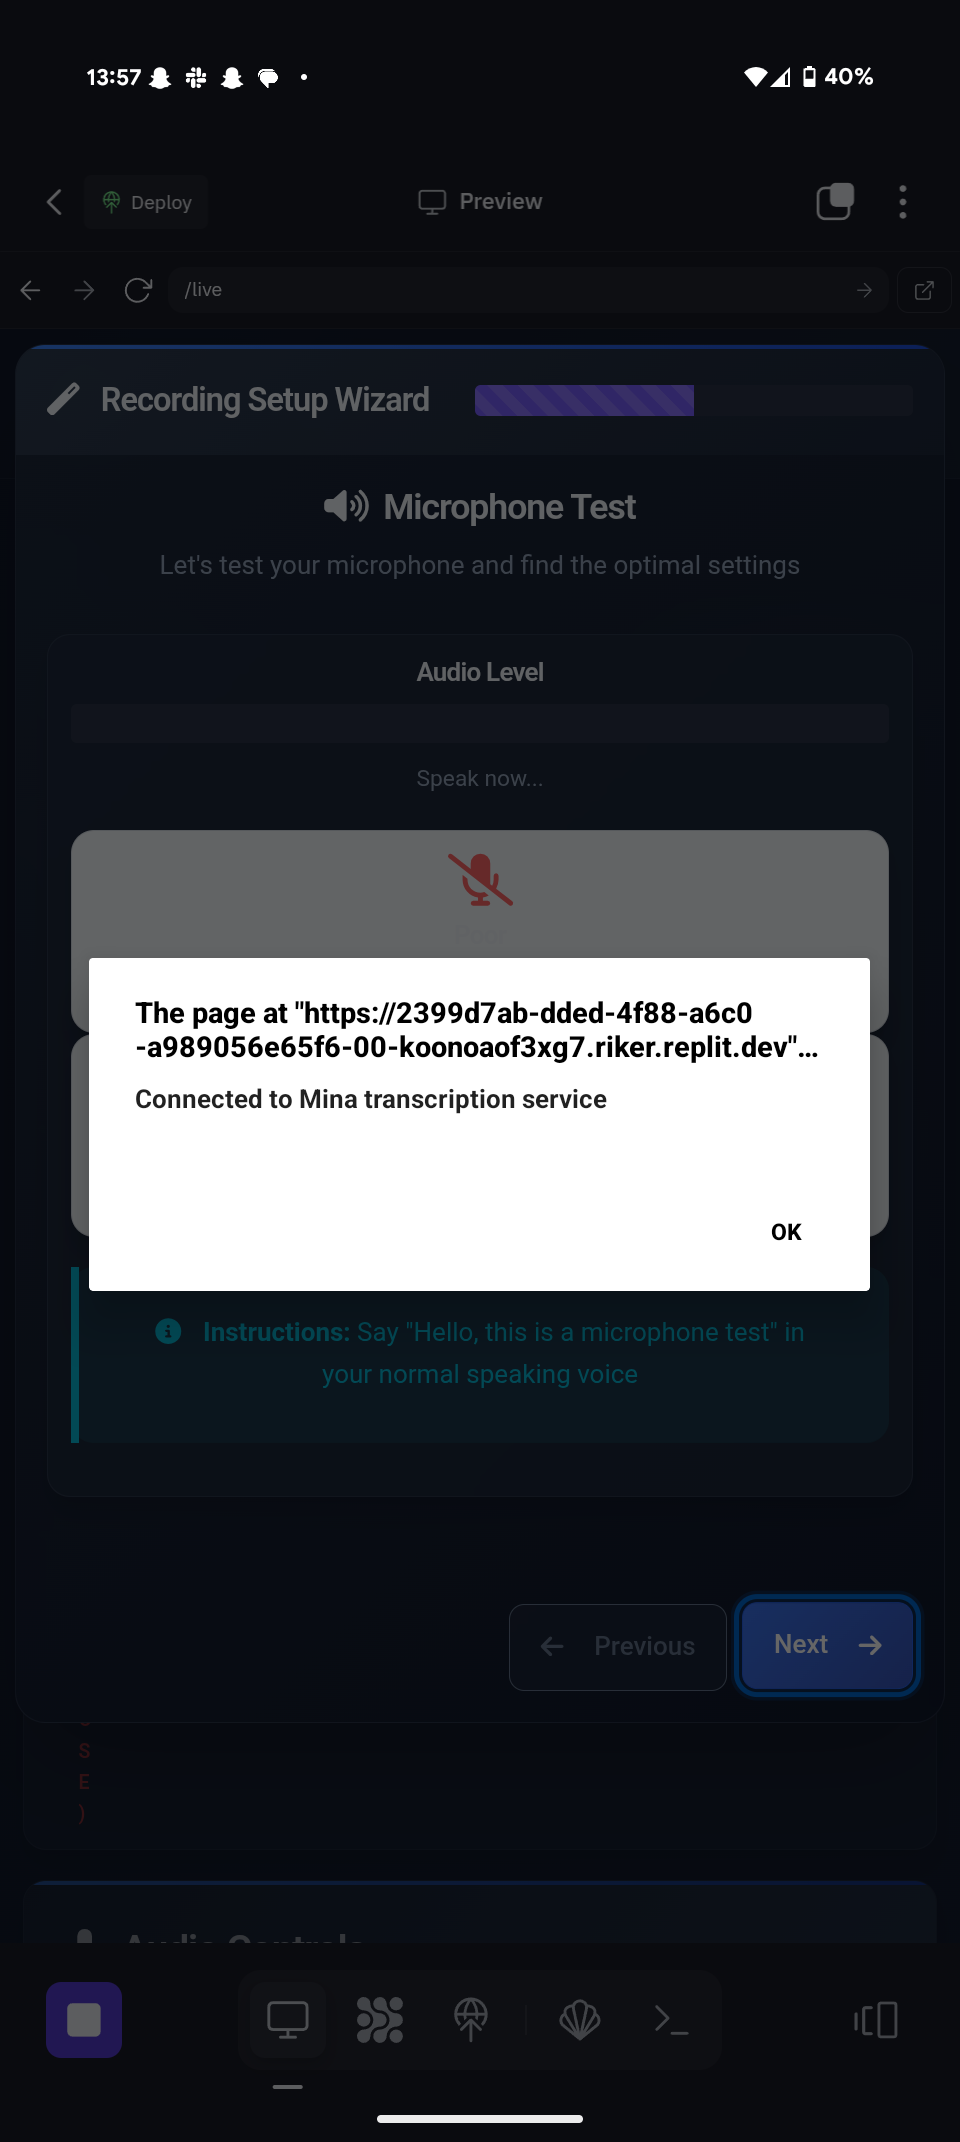 13:57
40%
Deploy
Preview
/live
Recording Setup Wizard
Microphone Test
Let's test your microphone and find the optimal settings
Audio Level
Speak now...
Poor
The page at "https://2399d7ab-dded-4f88-a6c0
-a989056e65f6-00-koonoaof3xg7.riker.replit.dev"...
Connected to Mina transcription service
OK
Instructions: Say "Hello, this is a microphone test" in
your normal speaking voice
Previous
Next
S
E
)
Audio Controls